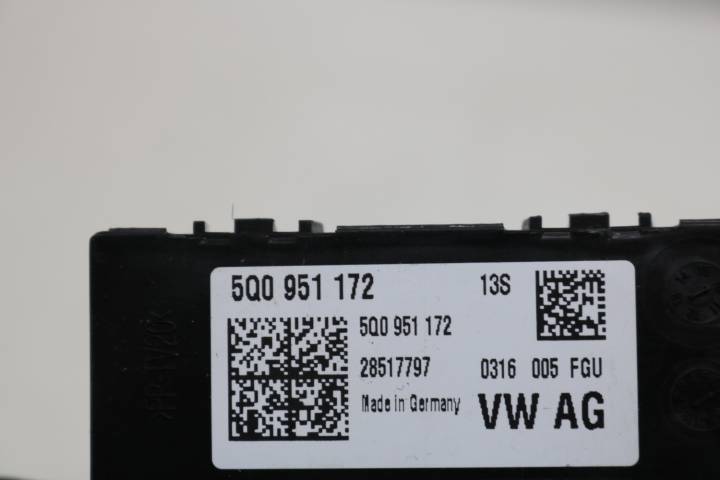 5Q0 951 172 13S
5Q0 951 172
28517797 0316 005 FGU
Made in Germany VW AG